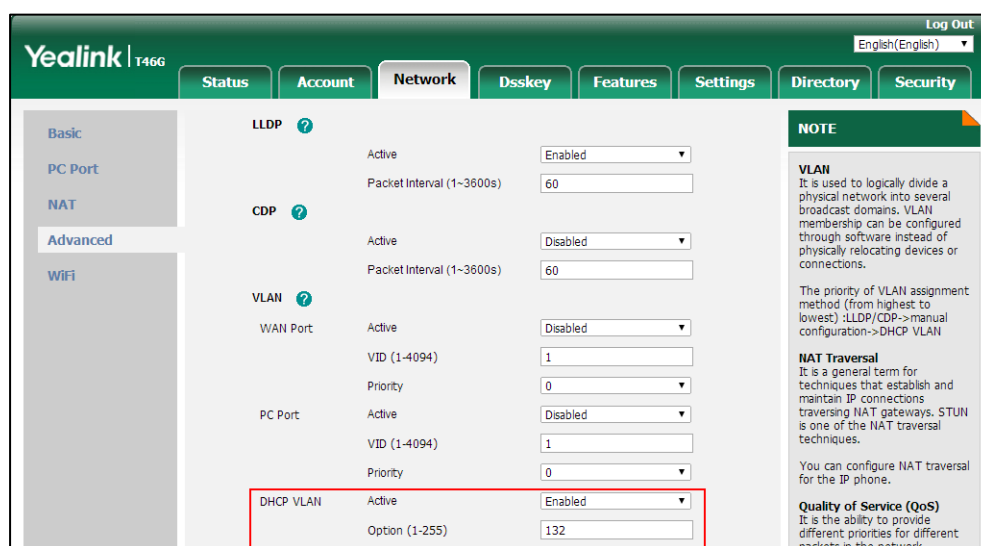 Log Out
Yealink T46G
English(English)
Status Account Network Dsskey Features Settings Directory Security
Basic
PC Port
NAT
Advanced
WiFi
LLDP ?
Active Enabled
Packet Interval (1~3600s) 60
CDP ?
Active Disabled
Packet Interval (1~3600s) 60
VLAN ?
WAN Port Active Disabled
VID (1-4094) 1
Priority 0
PC Port Active Disabled
VID (1-4094) 1
Priority 0
DHCP VLAN Active Enabled
Option (1-255) 132
NOTE
VLAN
It is used to logically divide a
physical network into several
broadcast domains. VLAN
membership can be configured
through software instead of
physically relocating devices or
connections.
The priority of VLAN assignment
method (from highest to
lowest) :LLDP/CDP->manual
configuration->DHCP VLAN
NAT Traversal
It is a general term for
techniques that establish and
maintain IP connections
traversing NAT gateways. STUN
is one of the NAT traversal
techniques.
You can configure NAT traversal
for the IP phone.
Quality of Service (QoS)
It is the ability to provide
different priorities for different
packets in the network